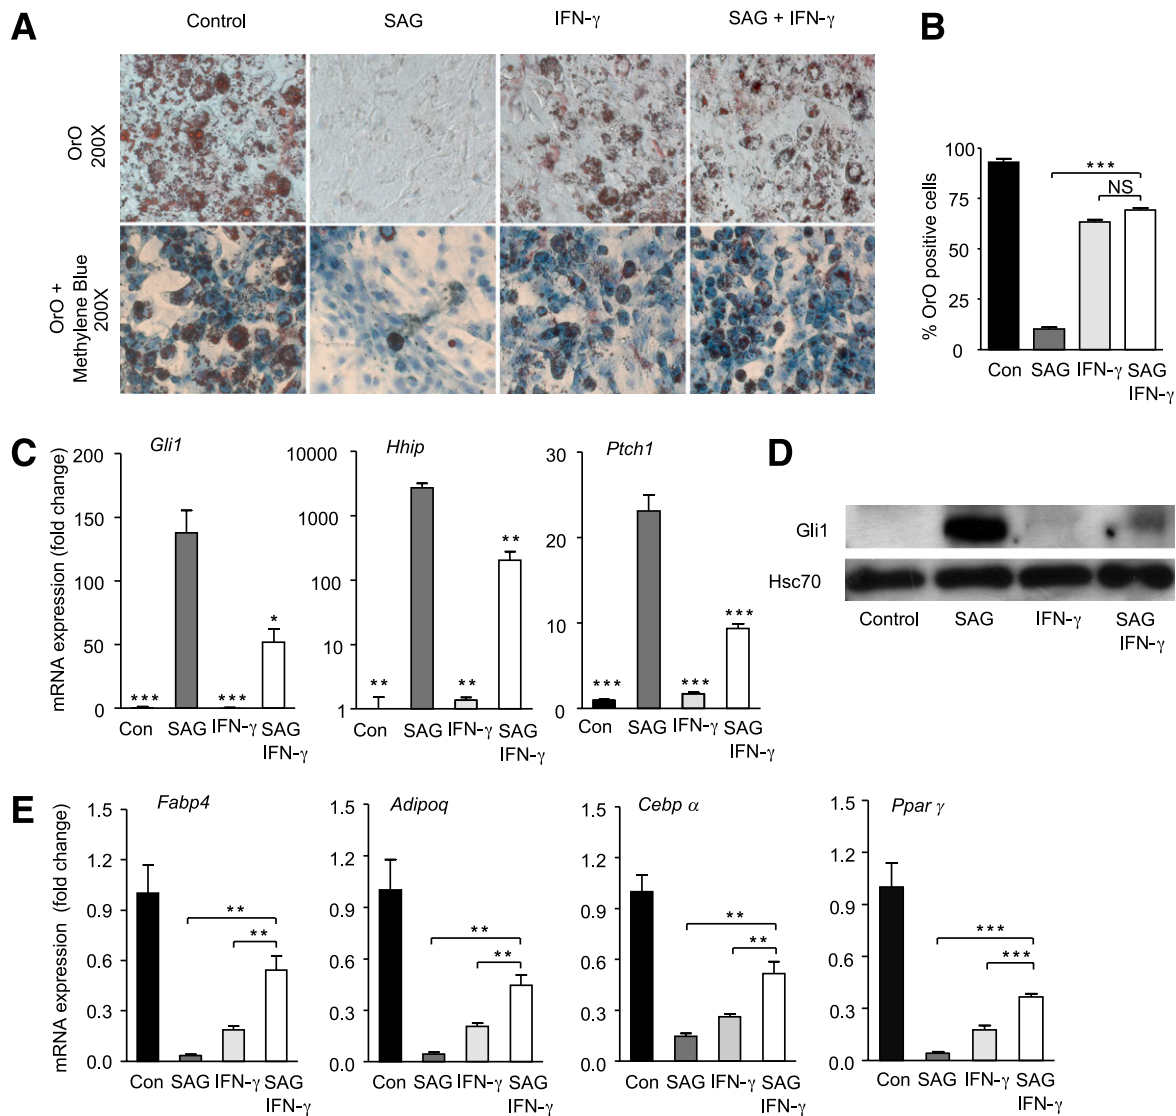 A
Control
SAG
IFN-γ
SAG + IFN-γ
OrO
200X
OrO +
Methylene Blue
200X
B
% OrO positive cells
100
75
50
25
0
***
NS
Con
SAG
IFN-γ
SAG
IFN-γ
C
mRNA expression (fold change)
Gli1
200
150
100
50
0
***
***
*
Con
SAG
IFN-γ
SAG
IFN-γ
Hhip
10000
1000
100
10
1
**
**
**
Con
SAG
IFN-γ
SAG
IFN-γ
Ptch1
30
20
10
0
***
***
***
Con
SAG
IFN-γ
SAG
IFN-γ
D
Gli1
Hsc70
Control
SAG
IFN-γ
SAG
IFN-γ
E
mRNA expression (fold change)
Fabp4
1.5
1.2
0.9
0.6
0.3
0.0
**
**
Con
SAG
IFN-γ
SAG
IFN-γ
Adipoq
1.5
1.2
0.9
0.6
0.3
0.0
**
**
Con
SAG
IFN-γ
SAG
IFN-γ
Cebp α
1.5
1.2
0.9
0.6
0.3
0.0
**
**
Con
SAG
IFN-γ
SAG
IFN-γ
Ppar γ
1.5
1.2
0.9
0.6
0.3
0.0
***
***
Con
SAG
IFN-γ
SAG
IFN-γ